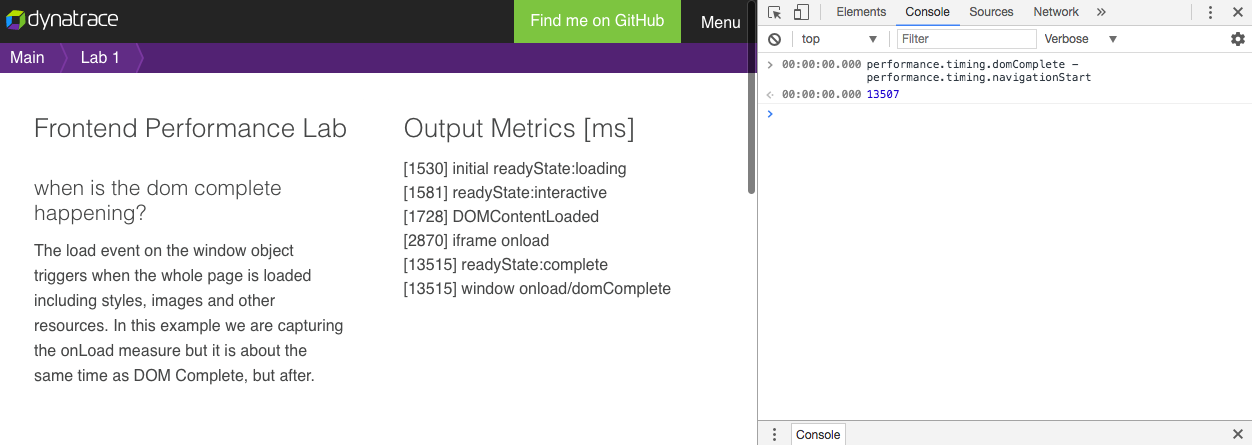 dynatrace
Find me on GitHub
Menu
Main
Lab 1
Frontend Performance Lab
when is the dom complete
happening?
The load event on the window object
triggers when the whole page is loaded
including styles, images and other
resources. In this example we are capturing
the onLoad measure but it is about the
same time as DOM Complete, but after.
Output Metrics [ms]
[1530] initial readyState:loading
[1581] readyState:interactive
[1728] DOMContentLoaded
[2870] iframe onload
[13515] readyState:complete
[13515] window onload/domComplete
Elements
Console
Sources
Network
top
Filter
Verbose
00:00:00.000 performance.timing.domComplete -
performance.timing.navigationStart
00:00:00.000 13507
Console